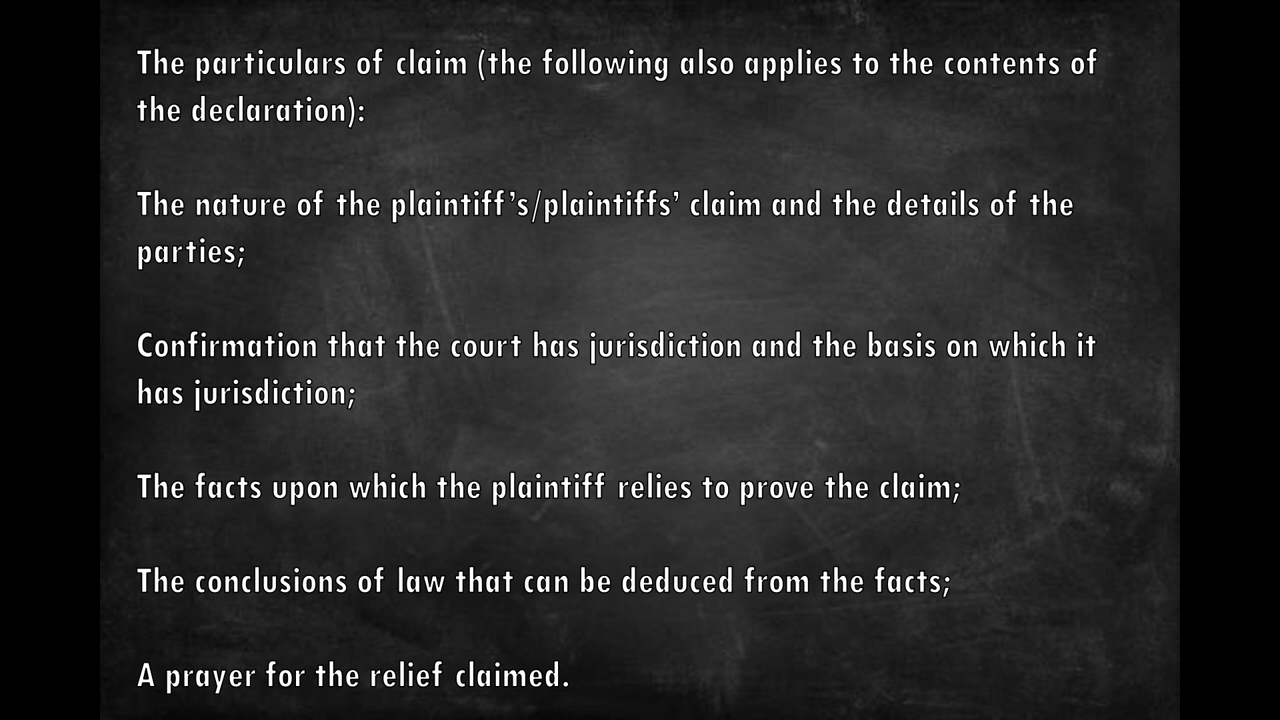 The particulars of claim (the following also applies to the contents of
the declaration):
The nature of the plaintiff’s/plaintiffs’ claim and the details of the
parties;
Confirmation that the court has jurisdiction and the basis on which it
has jurisdiction;
The facts upon which the plaintiff relies to prove the claim;
The conclusions of law that can be deduced from the facts;
A prayer for the relief claimed.